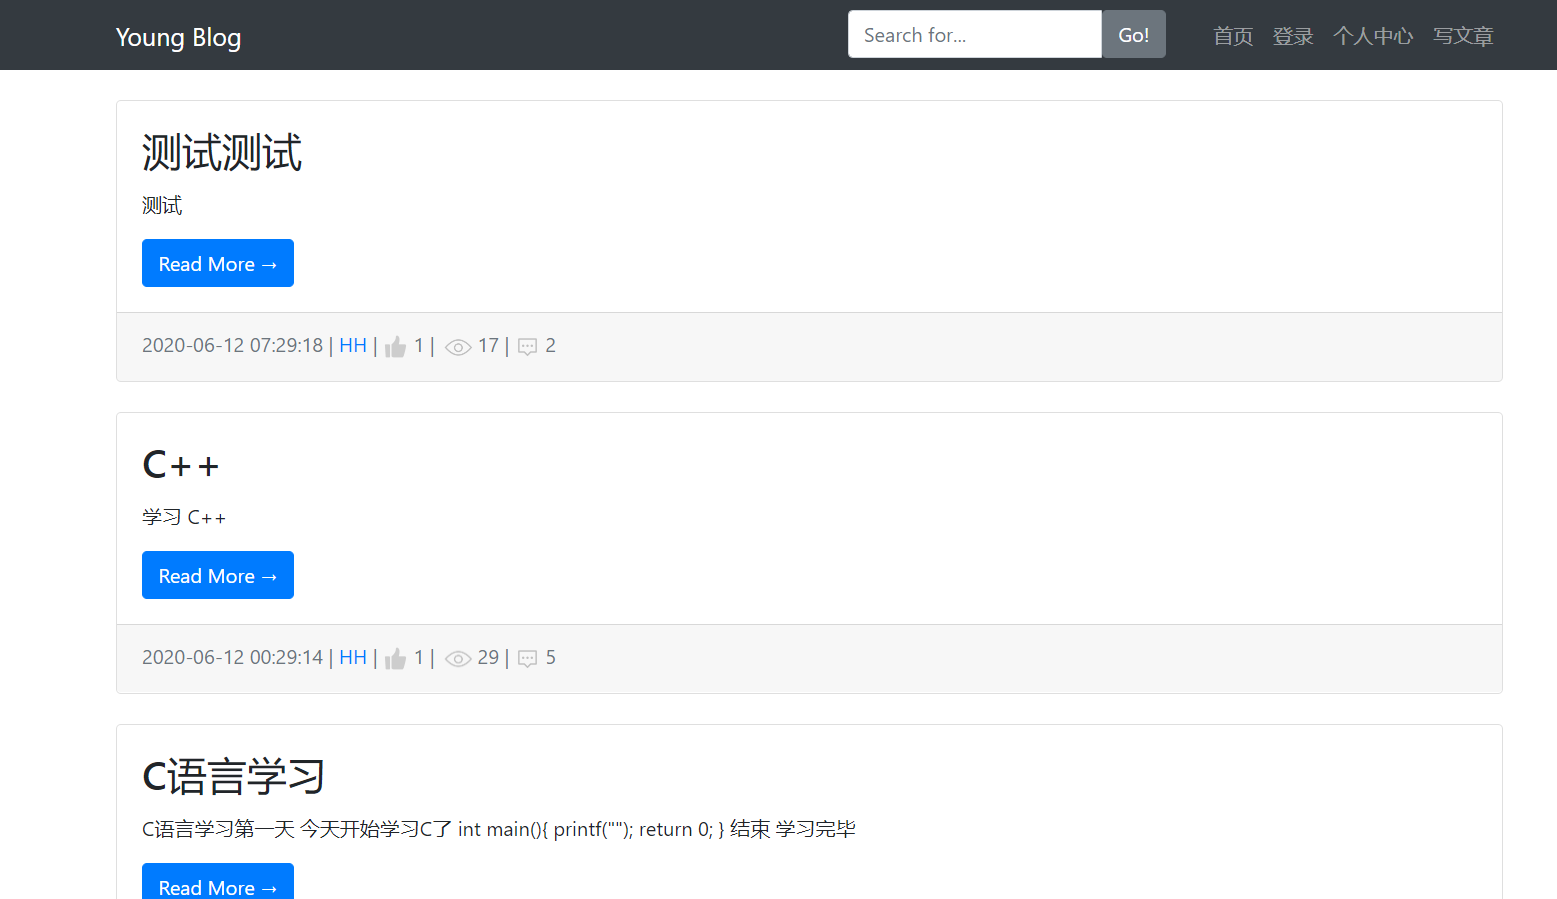 Young Blog Search for... Go! 首页 登录 个人中心 写文章
测试测试
测试
Read More →
2020-06-12 07:29:18 | HH | 1 | 17 | 2
C++
学习 C++
Read More →
2020-06-12 00:29:14 | HH | 1 | 29 | 5
C语言学习
C语言学习第一天 今天开始学习C了 int main(){ printf(""); return 0; } 结束 学习完毕
Read More →